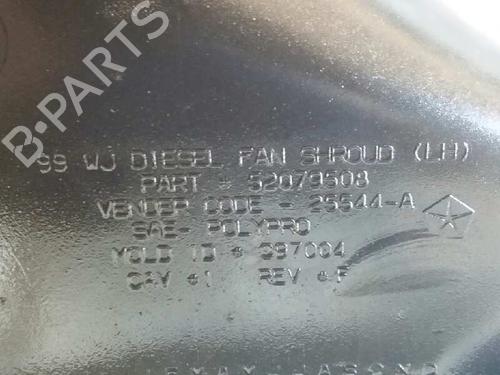 '99 WJ DIESEL FAN SHROUD (LH)
PART # 52079508
VENDER CODE - 25544-A
SAE- POLYPRO
MOLD ID # 397004
CAV #1 REV #F
B-PARTS